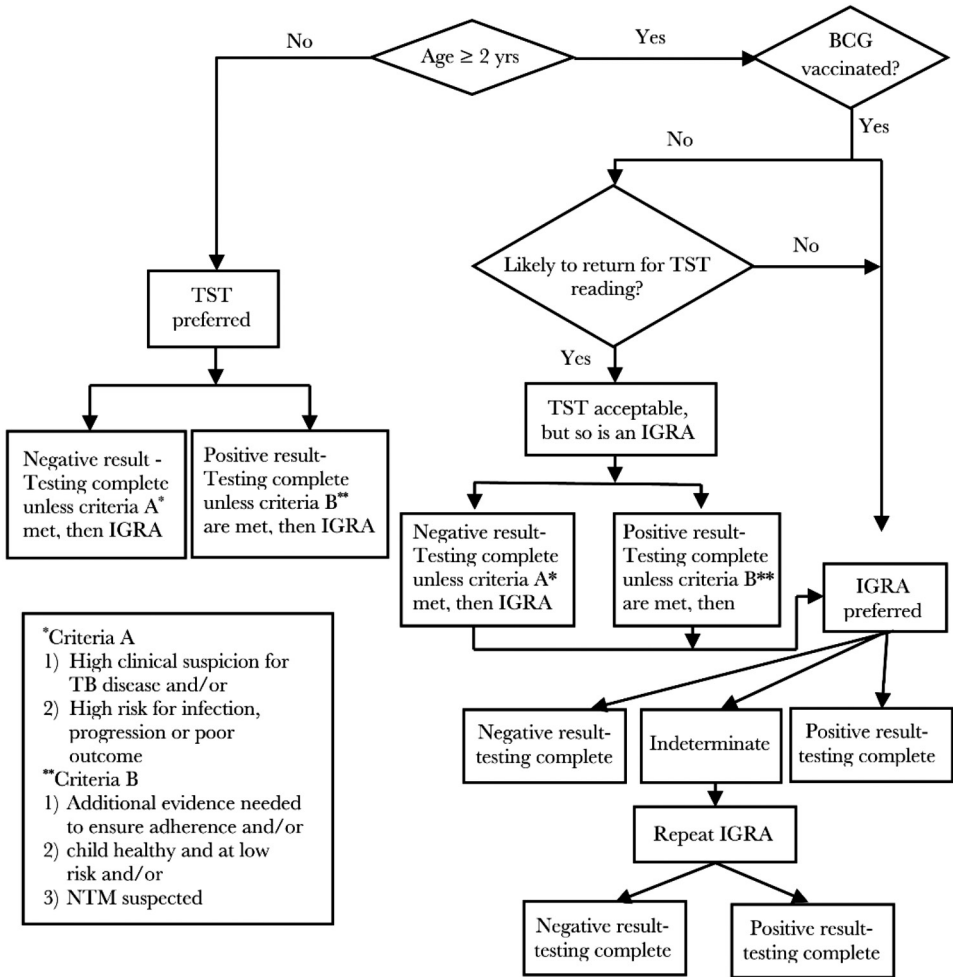 No
Age ≥ 2 yrs
Yes
BCG
vaccinated?
Yes
No
Likely to return for TST
reading?
No
TST
preferred
Yes
TST acceptable,
but so is an IGRA
Negative result -
Testing complete
unless criteria A*
met, then IGRA
Positive result-
Testing complete
unless criteria B**
are met, then IGRA
Negative result-
Testing complete
unless criteria A*
met, then IGRA
Positive result-
Testing complete
unless criteria B**
are met, then
IGRA
preferred
*Criteria A
1) High clinical suspicion for
TB disease and/or
2) High risk for infection,
progression or poor
outcome
**Criteria B
1) Additional evidence needed
to ensure adherence and/or
2) child healthy and at low
risk and/or
3) NTM suspected
Negative result-
testing complete
Indeterminate
Positive result-
testing complete
Repeat IGRA
Negative result-
testing complete
Positive result-
testing complete